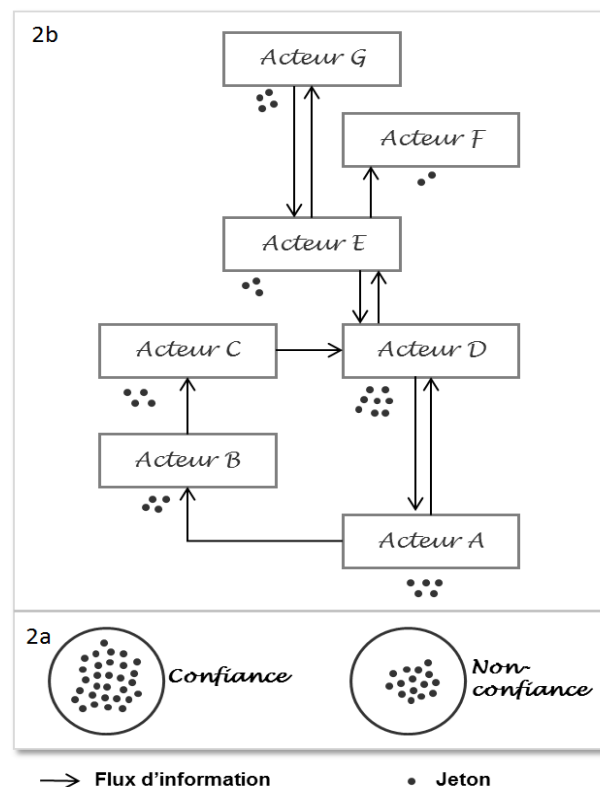 2b
Acteur G
Acteur F
Acteur E
Acteur C
Acteur D
Acteur B
Acteur A
2a
Confiance
Non-
confiance
Flux d'information
Jeton